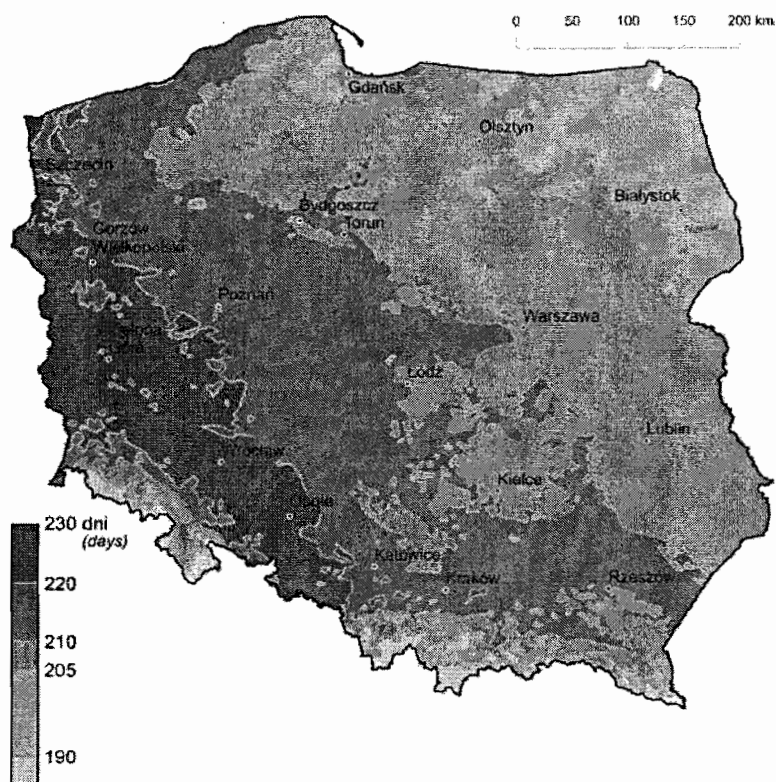 0 50 100 150 200 km
Gdańsk
Olsztyn
Szczecin
Białystok
Bydgoszcz
Toruń
Gorzów
Wielkopolski
Poznań
Warszawa
Góra
Łódź
Lublin
Wrocław
Kielce
Opole
230 dni
(days)
Katowice
Kraków
Rzeszów
220
210
205
190